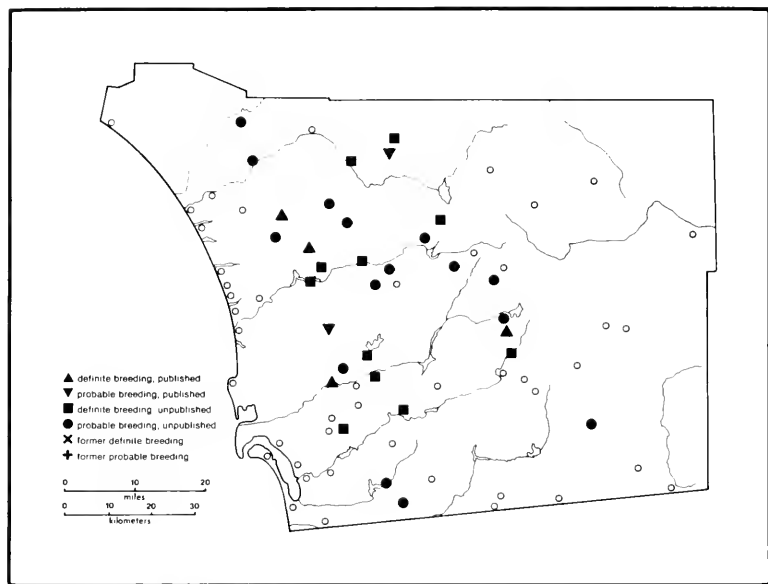 definite breeding, published
probable breeding, published
definite breeding unpublished
probable breeding, unpublished
former definite breeding
former probable breeding
0 10 20
miles
0 10 20 30
kilometers